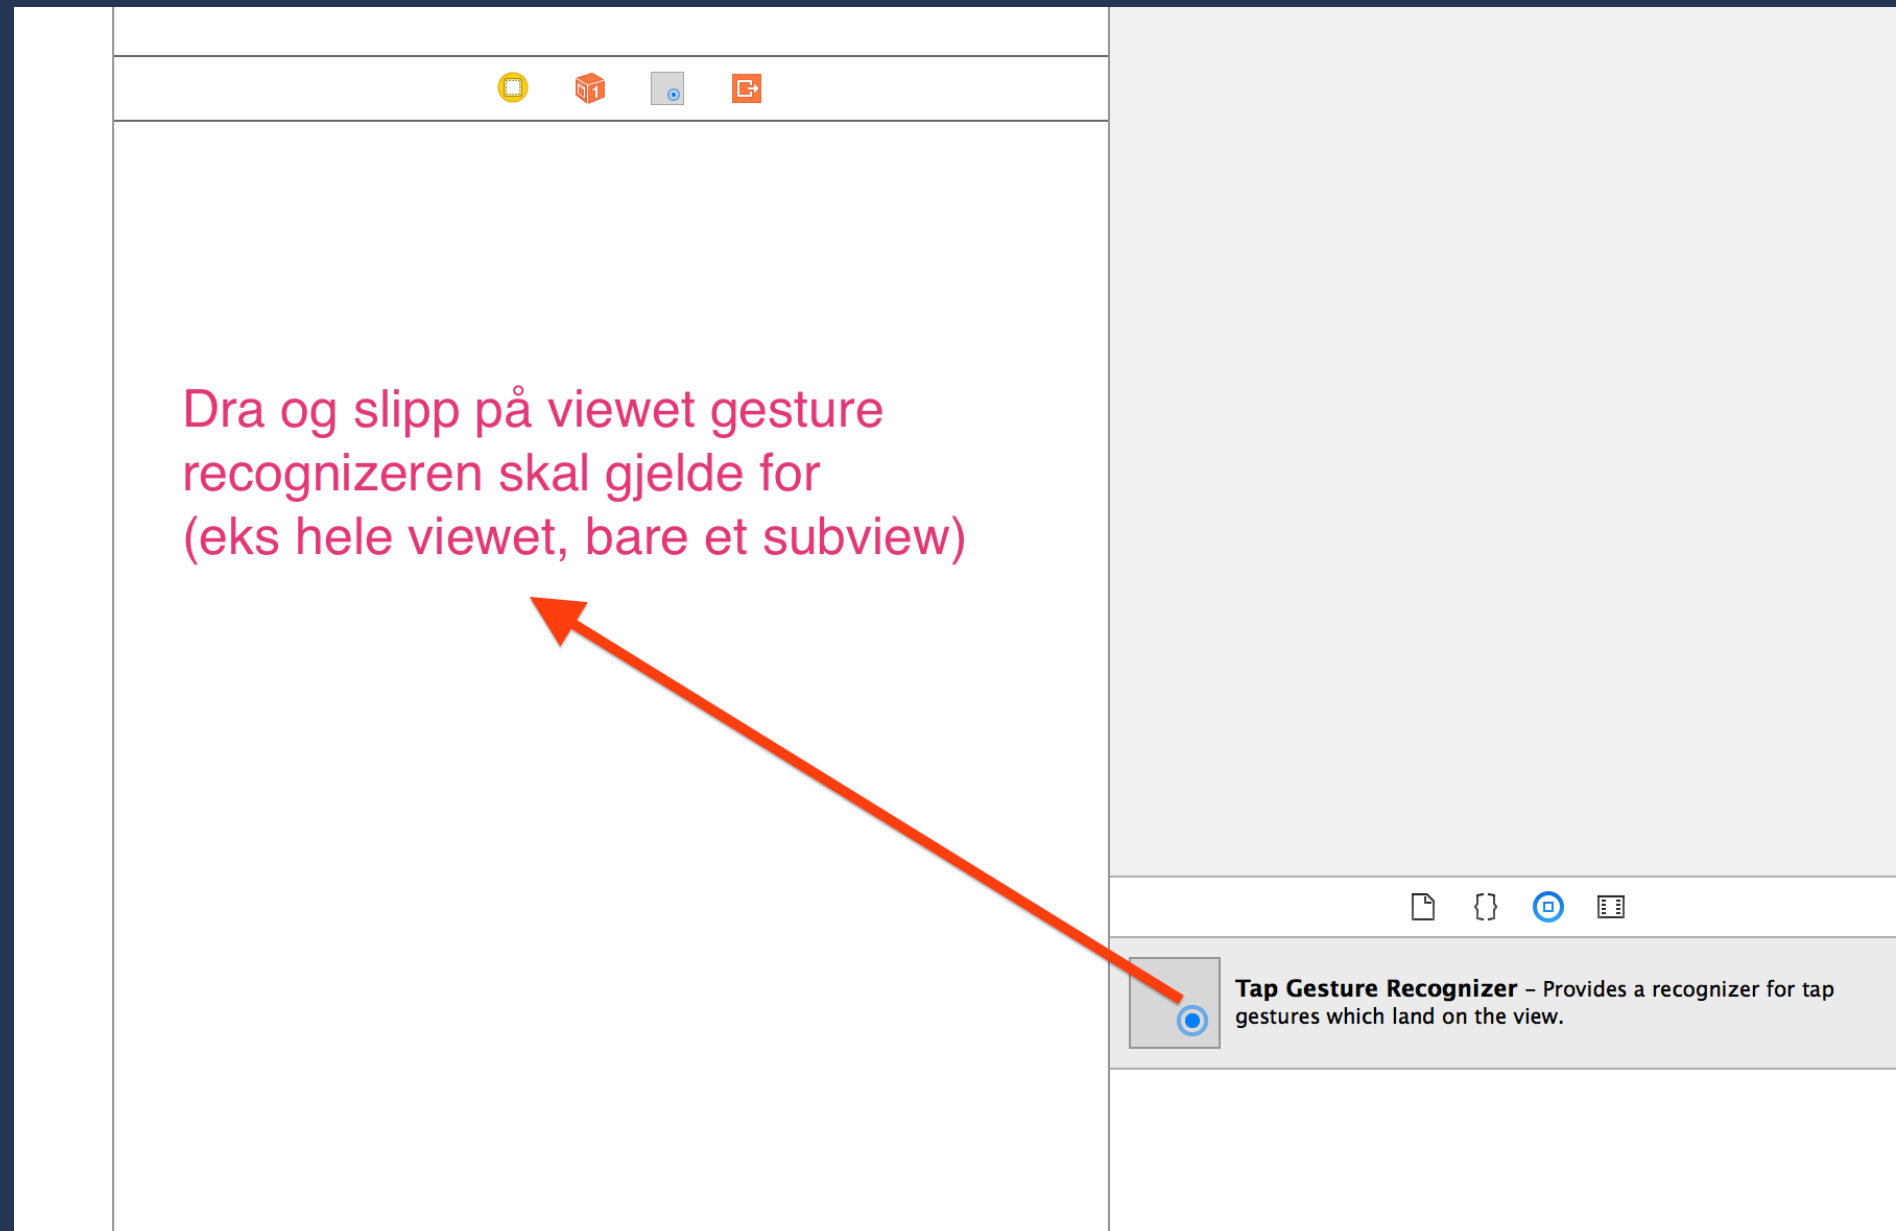 Dra og slipp på viewet gesture
recognizeren skal gjelde for
(eks hele viewet, bare et subview)
Tap Gesture Recognizer – Provides a recognizer for tap
gestures which land on the view.